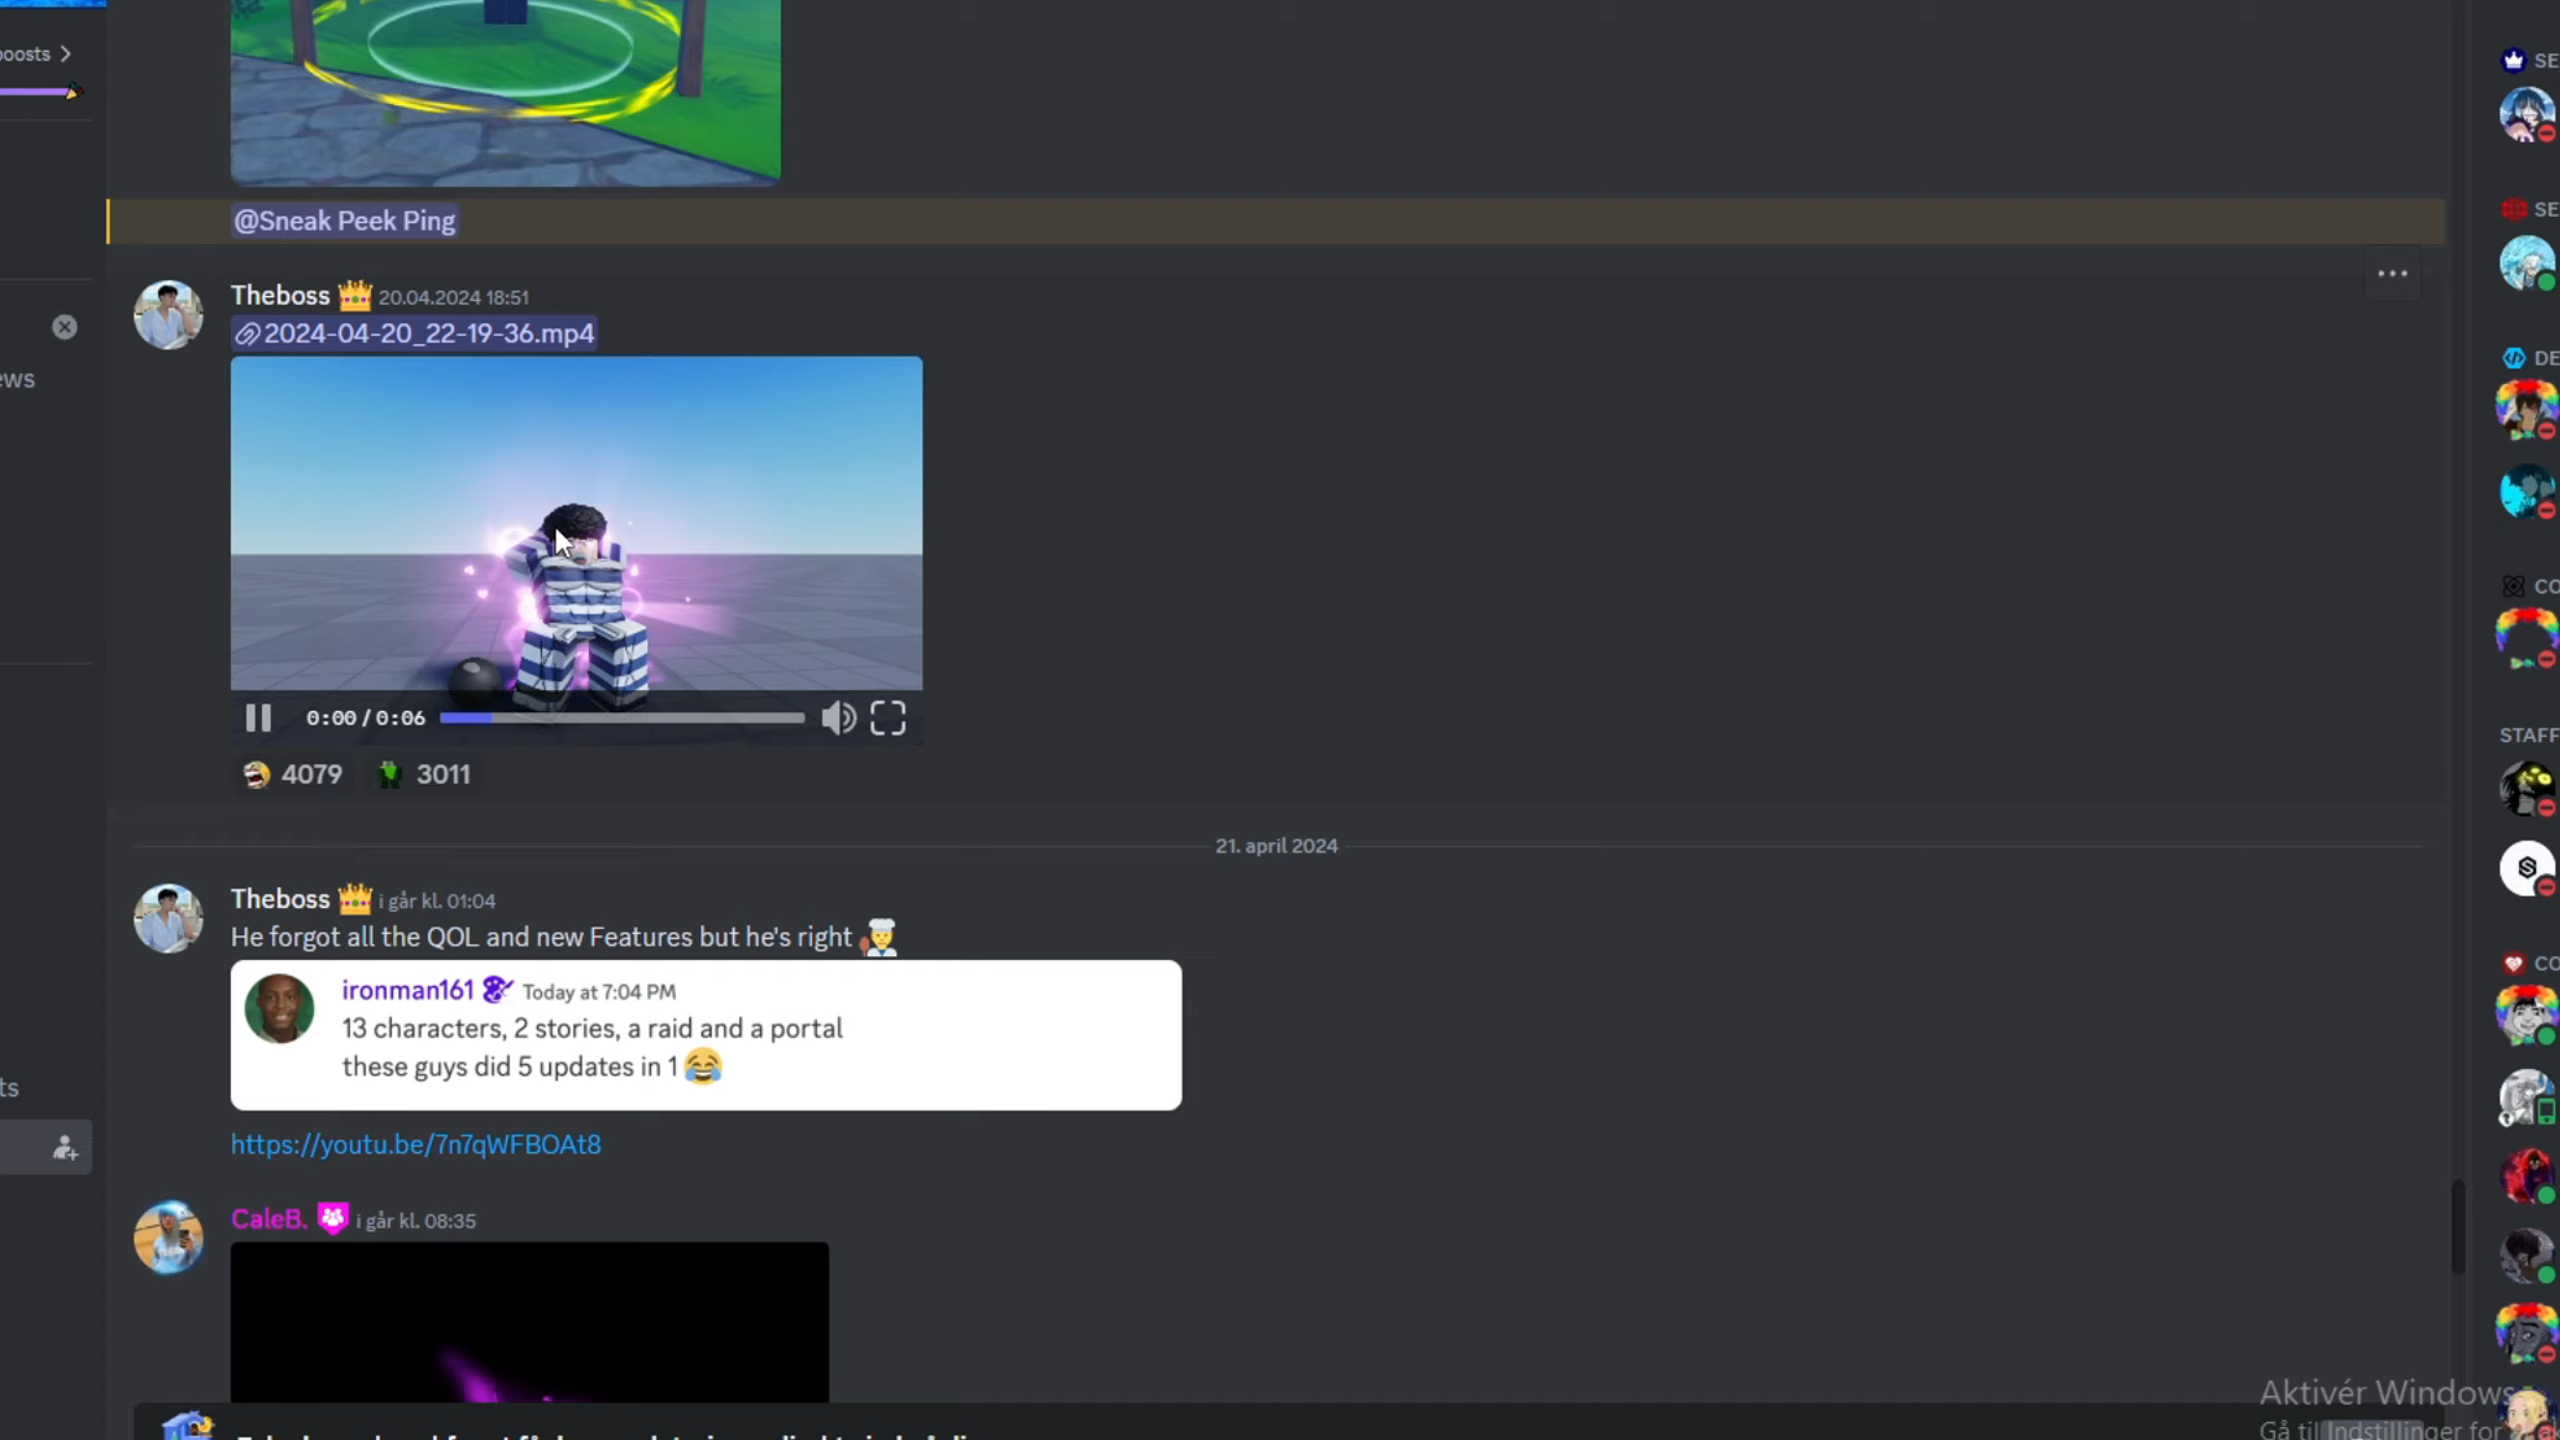 boosts
@Sneak Peek Ping
Theboss 20.04.2024 18:51
2024-04-20_22-19-36.mp4
0:00 / 0:06
4079 3011
21. april 2024
Theboss i går kl. 01:04
He forgot all the QOL and new Features but he's right
ironman161 Today at 7:04 PM
13 characters, 2 stories, a raid and a portal
these guys did 5 updates in 1
https://youtu.be/7n7qWFBOAt8
CaleB. i går kl. 08:35
ews
ts
SE
SE
DE
CO
STAFF
CO
Aktivér Windows
Gå til Indstillinger for